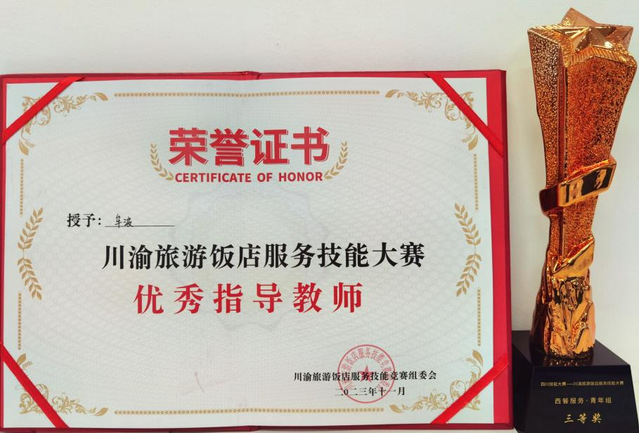 荣誉证书
CERTIFICATE OF HONOR
授予: 牟波
川渝旅游饭店服务技能大赛
优秀指导教师
川渝旅游饭店服务技能竞赛组委会
二〇二三年十一月
西餐服务·青年组
三等奖